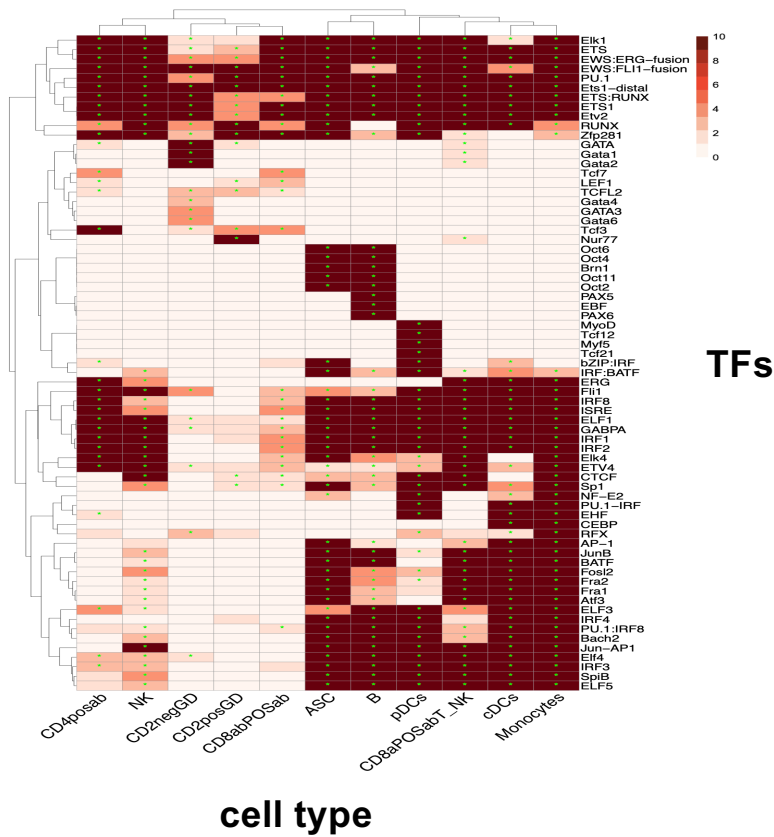 Elk1
ETS
EWS:ERG−fusion
EWS:FLI1−fusion
PU.1
Ets1−distal
ETS:RUNX
ETS1
Etv2
RUNX
Zfp281
GATA
Gata1
Gata2
Tcf7
LEF1
TCFL2
Gata4
GATA3
Gata6
Tcf3
Nur77
Oct6
Oct4
Brn1
Oct11
Oct2
PAX5
EBF
PAX6
MyoD
Tcf12
Myf5
Tcf21
bZIP:IRF
IRF:BATF
ERG
Fli1
IRF8
ISRE
ELF1
GABPA
IRF1
IRF2
Elk4
ETV4
CTCF
Sp1
NF−E2
PU.1−IRF
EHF
CEBP
RFX
AP−1
JunB
BATF
Fosl2
Fra2
Fra1
Atf3
ELF3
IRF4
PU.1:IRF8
Bach2
Jun−AP1
Elf4
IRF3
SpiB
ELF5
10
8
6
4
2
0
TFs
CD4posab
NK
CD2negGD
CD2posGD
CD8abPOSab
ASC
B
pDCs
CD8aPOSabT_NK
cDCs
Monocytes
cell type